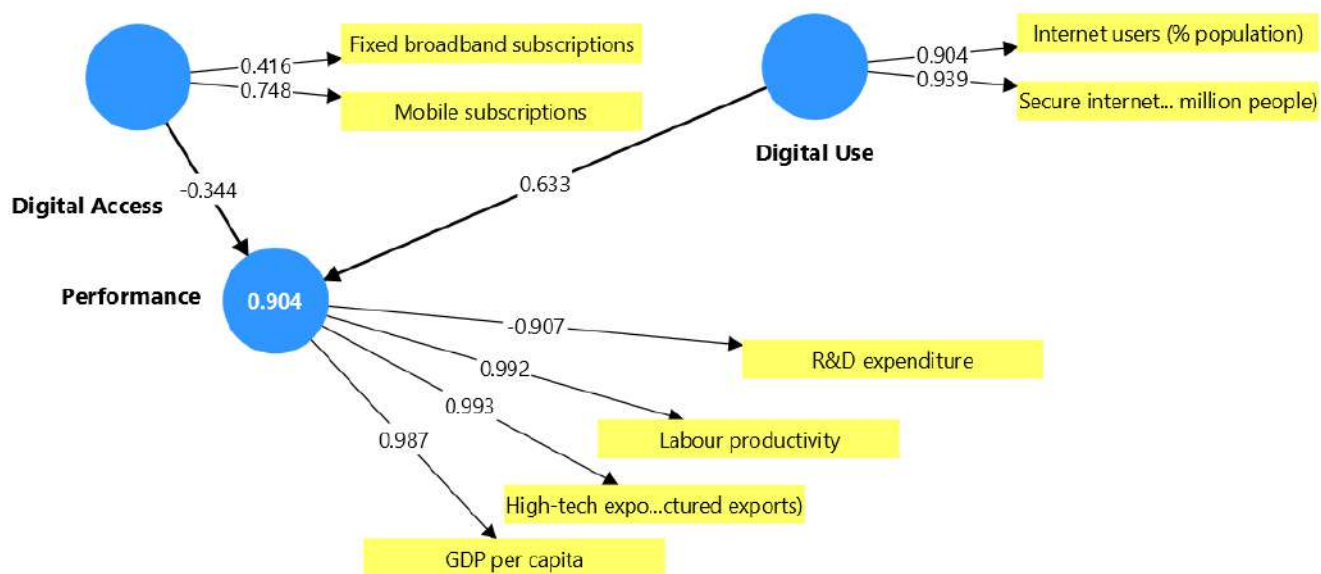 Fixed broadband subscriptions
0.416
0.748
Mobile subscriptions
Internet users (% population)
0.904
0.939
Secure internet... million people)
Digital Use
Digital Access
-0.344
0.633
Performance
0.904
-0.907
R&D expenditure
0.992
Labour productivity
0.993
High-tech expo...ctured exports)
0.987
GDP per capita